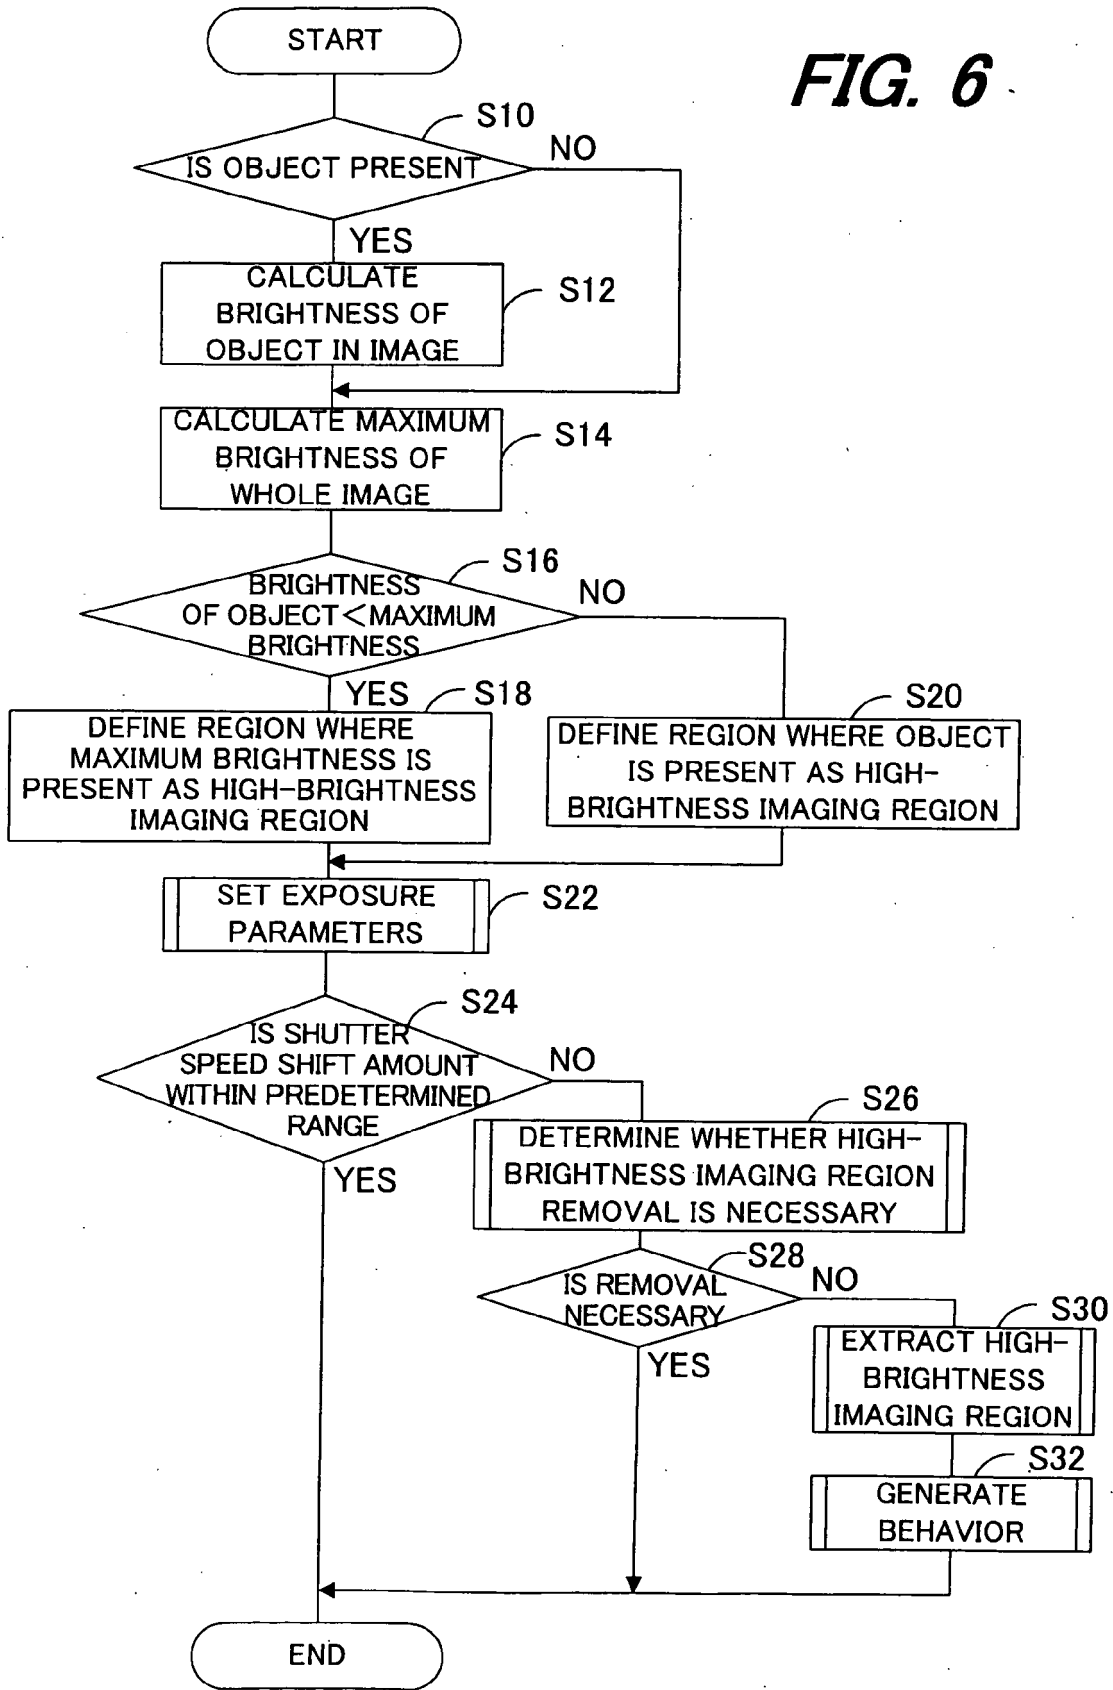 START
FIG. 6
S10
IS OBJECT PRESENT
NO
YES
CALCULATE
BRIGHTNESS OF
OBJECT IN IMAGE
S12
CALCULATE MAXIMUM
BRIGHTNESS OF
WHOLE IMAGE
S14
S16
BRIGHTNESS
OF OBJECT<MAXIMUM
BRIGHTNESS
NO
YES
S18
DEFINE REGION WHERE
MAXIMUM BRIGHTNESS IS
PRESENT AS HIGH-BRIGHTNESS
IMAGING REGION
S20
DEFINE REGION WHERE OBJECT
IS PRESENT AS HIGH-
BRIGHTNESS IMAGING REGION
SET EXPOSURE
PARAMETERS
S22
S24
IS SHUTTER
SPEED SHIFT AMOUNT
WITHIN PREDETERMINED
RANGE
NO
YES
S26
DETERMINE WHETHER HIGH-
BRIGHTNESS IMAGING REGION
REMOVAL IS NECESSARY
S28
IS REMOVAL
NECESSARY
NO
YES
S30
EXTRACT HIGH-
BRIGHTNESS
IMAGING REGION
S32
GENERATE
BEHAVIOR
END